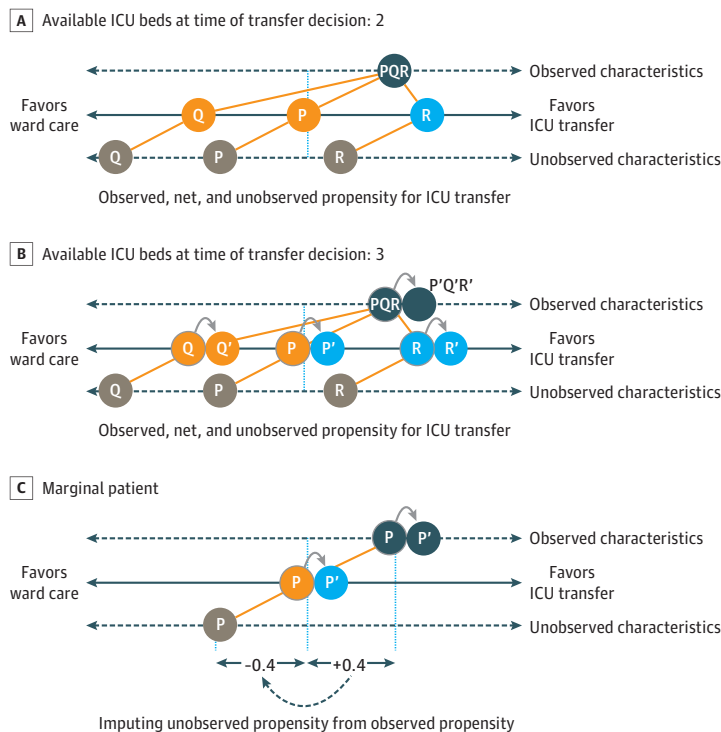 A Available ICU beds at time of transfer decision: 2
PQR
Observed characteristics
Favors
ward care
Q
P
R
Favors
ICU transfer
Q
P
R
Unobserved characteristics
Observed, net, and unobserved propensity for ICU transfer
B Available ICU beds at time of transfer decision: 3
P'Q'R'
PQR
Observed characteristics
Favors
ward care
Q Q' P P' R R'
Favors
ICU transfer
Q
P
R
Unobserved characteristics
Observed, net, and unobserved propensity for ICU transfer
C Marginal patient
P P'
Observed characteristics
Favors
ward care
P P'
Favors
ICU transfer
P
Unobserved characteristics
-0.4 +0.4
Imputing unobserved propensity from observed propensity